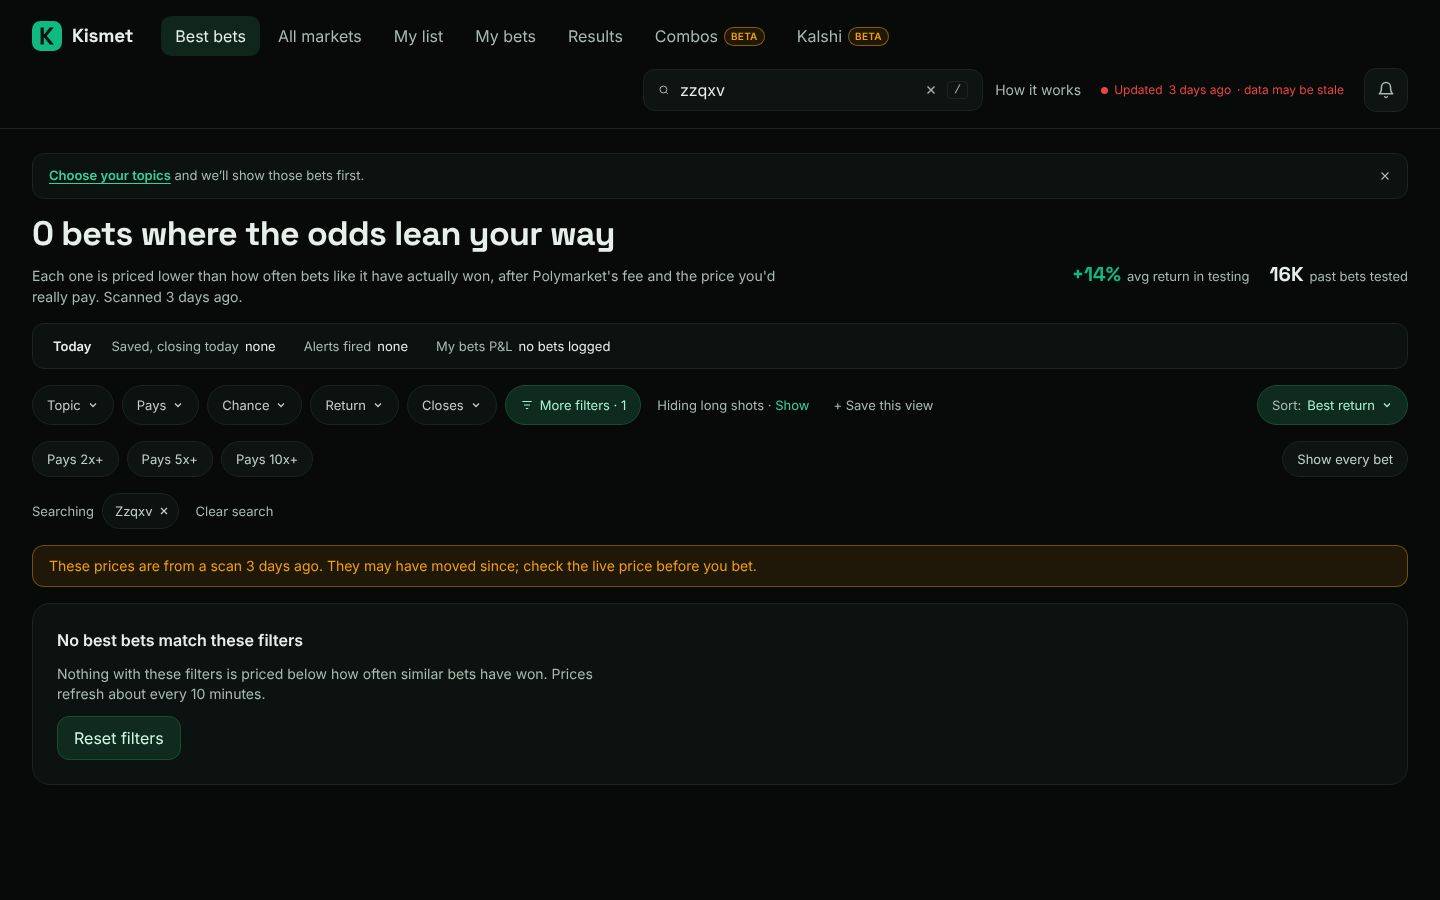 K Kismet Best bets All markets My list My bets Results Combos BETA Kalshi BETA
zzqxv × / How it works Updated 3 days ago · data may be stale
Choose your topics and we'll show those bets first. ×
0 bets where the odds lean your way
Each one is priced lower than how often bets like it have actually won, after Polymarket's fee and the price you'd
really pay. Scanned 3 days ago.
+14% avg return in testing 16K past bets tested
Today Saved, closing today none Alerts fired none My bets P&L no bets logged
Topic Pays Chance Return Closes More filters · 1 Hiding long shots · Show + Save this view Sort: Best return
Pays 2x+ Pays 5x+ Pays 10x+ Show every bet
Searching Zzqxv × Clear search
These prices are from a scan 3 days ago. They may have moved since; check the live price before you bet.
No best bets match these filters
Nothing with these filters is priced below how often similar bets have won. Prices
refresh about every 10 minutes.
Reset filters